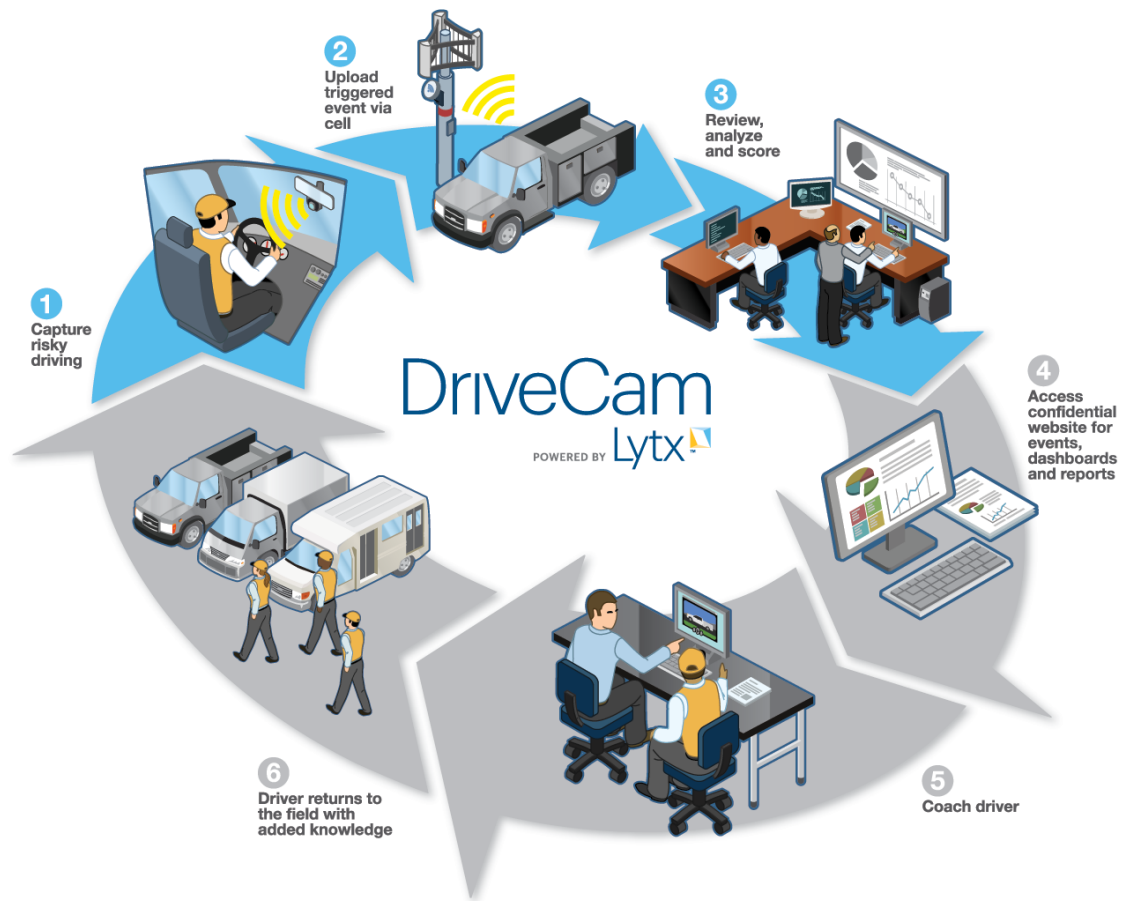 1
Capture
risky
driving
2
Upload
triggered
event via
cell
3
Review,
analyze
and score
4
Access
confidential
website for
events,
dashboards
and reports
5
Coach driver
6
Driver returns to
the field with
added knowledge
DriveCam
POWERED BY Lytx™